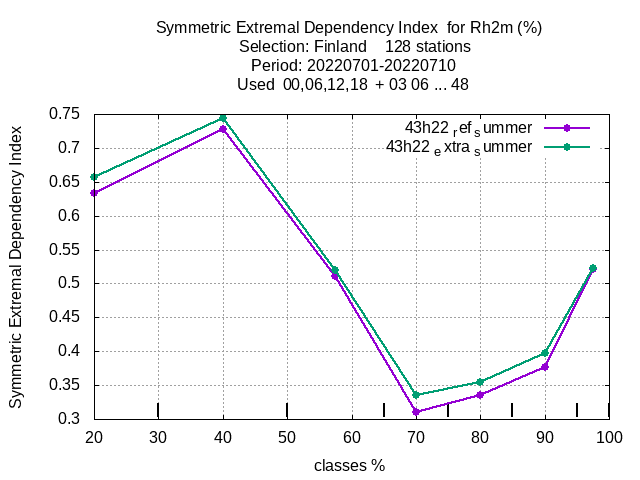 Symmetric Extremal Dependency Index for Rh2m (%)
Selection: Finland 128 stations
Period: 20220701-20220710
Used 00,06,12,18 + 03 06 ... 48
Symmetric Extremal Dependency Index
0.75
0.7
0.65
0.6
0.55
0.5
0.45
0.4
0.35
0.3
43h22 ref summer
43h22 extra summer
20 30 40 50 60 70 80 90 100
classes %